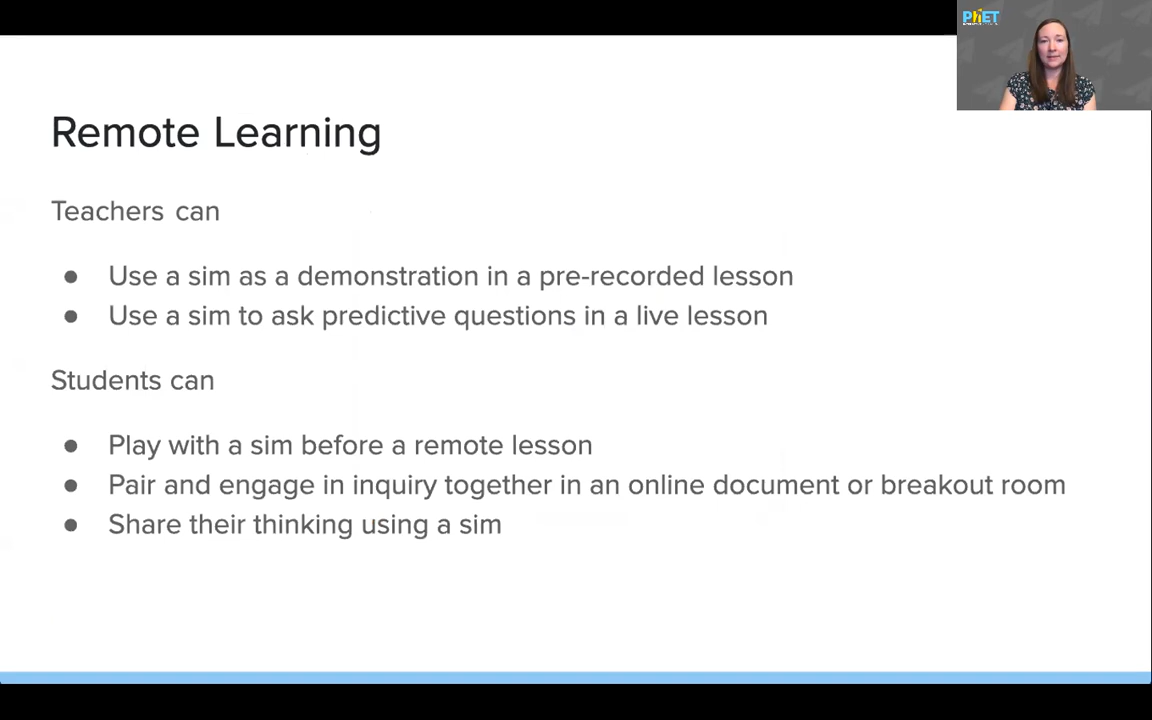 PhET
Remote Learning
Teachers can
● Use a sim as a demonstration in a pre-recorded lesson
● Use a sim to ask predictive questions in a live lesson
Students can
● Play with a sim before a remote lesson
● Pair and engage in inquiry together in an online document or breakout room
● Share their thinking using a sim